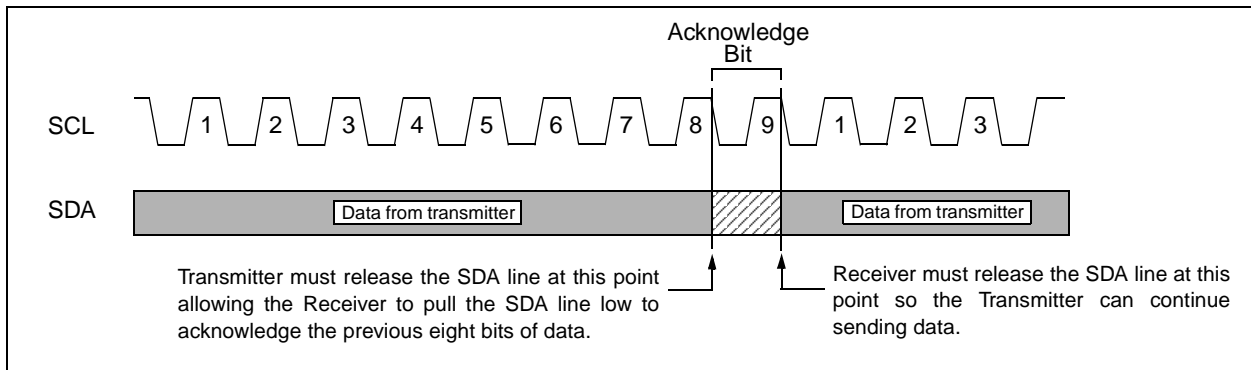 Acknowledge
Bit
SCL
1 2 3 4 5 6 7 8 9 1 2 3
SDA
Data from transmitter
Data from transmitter
Transmitter must release the SDA line at this point
allowing the Receiver to pull the SDA line low to
acknowledge the previous eight bits of data.
Receiver must release the SDA line at this
point so the Transmitter can continue
sending data.